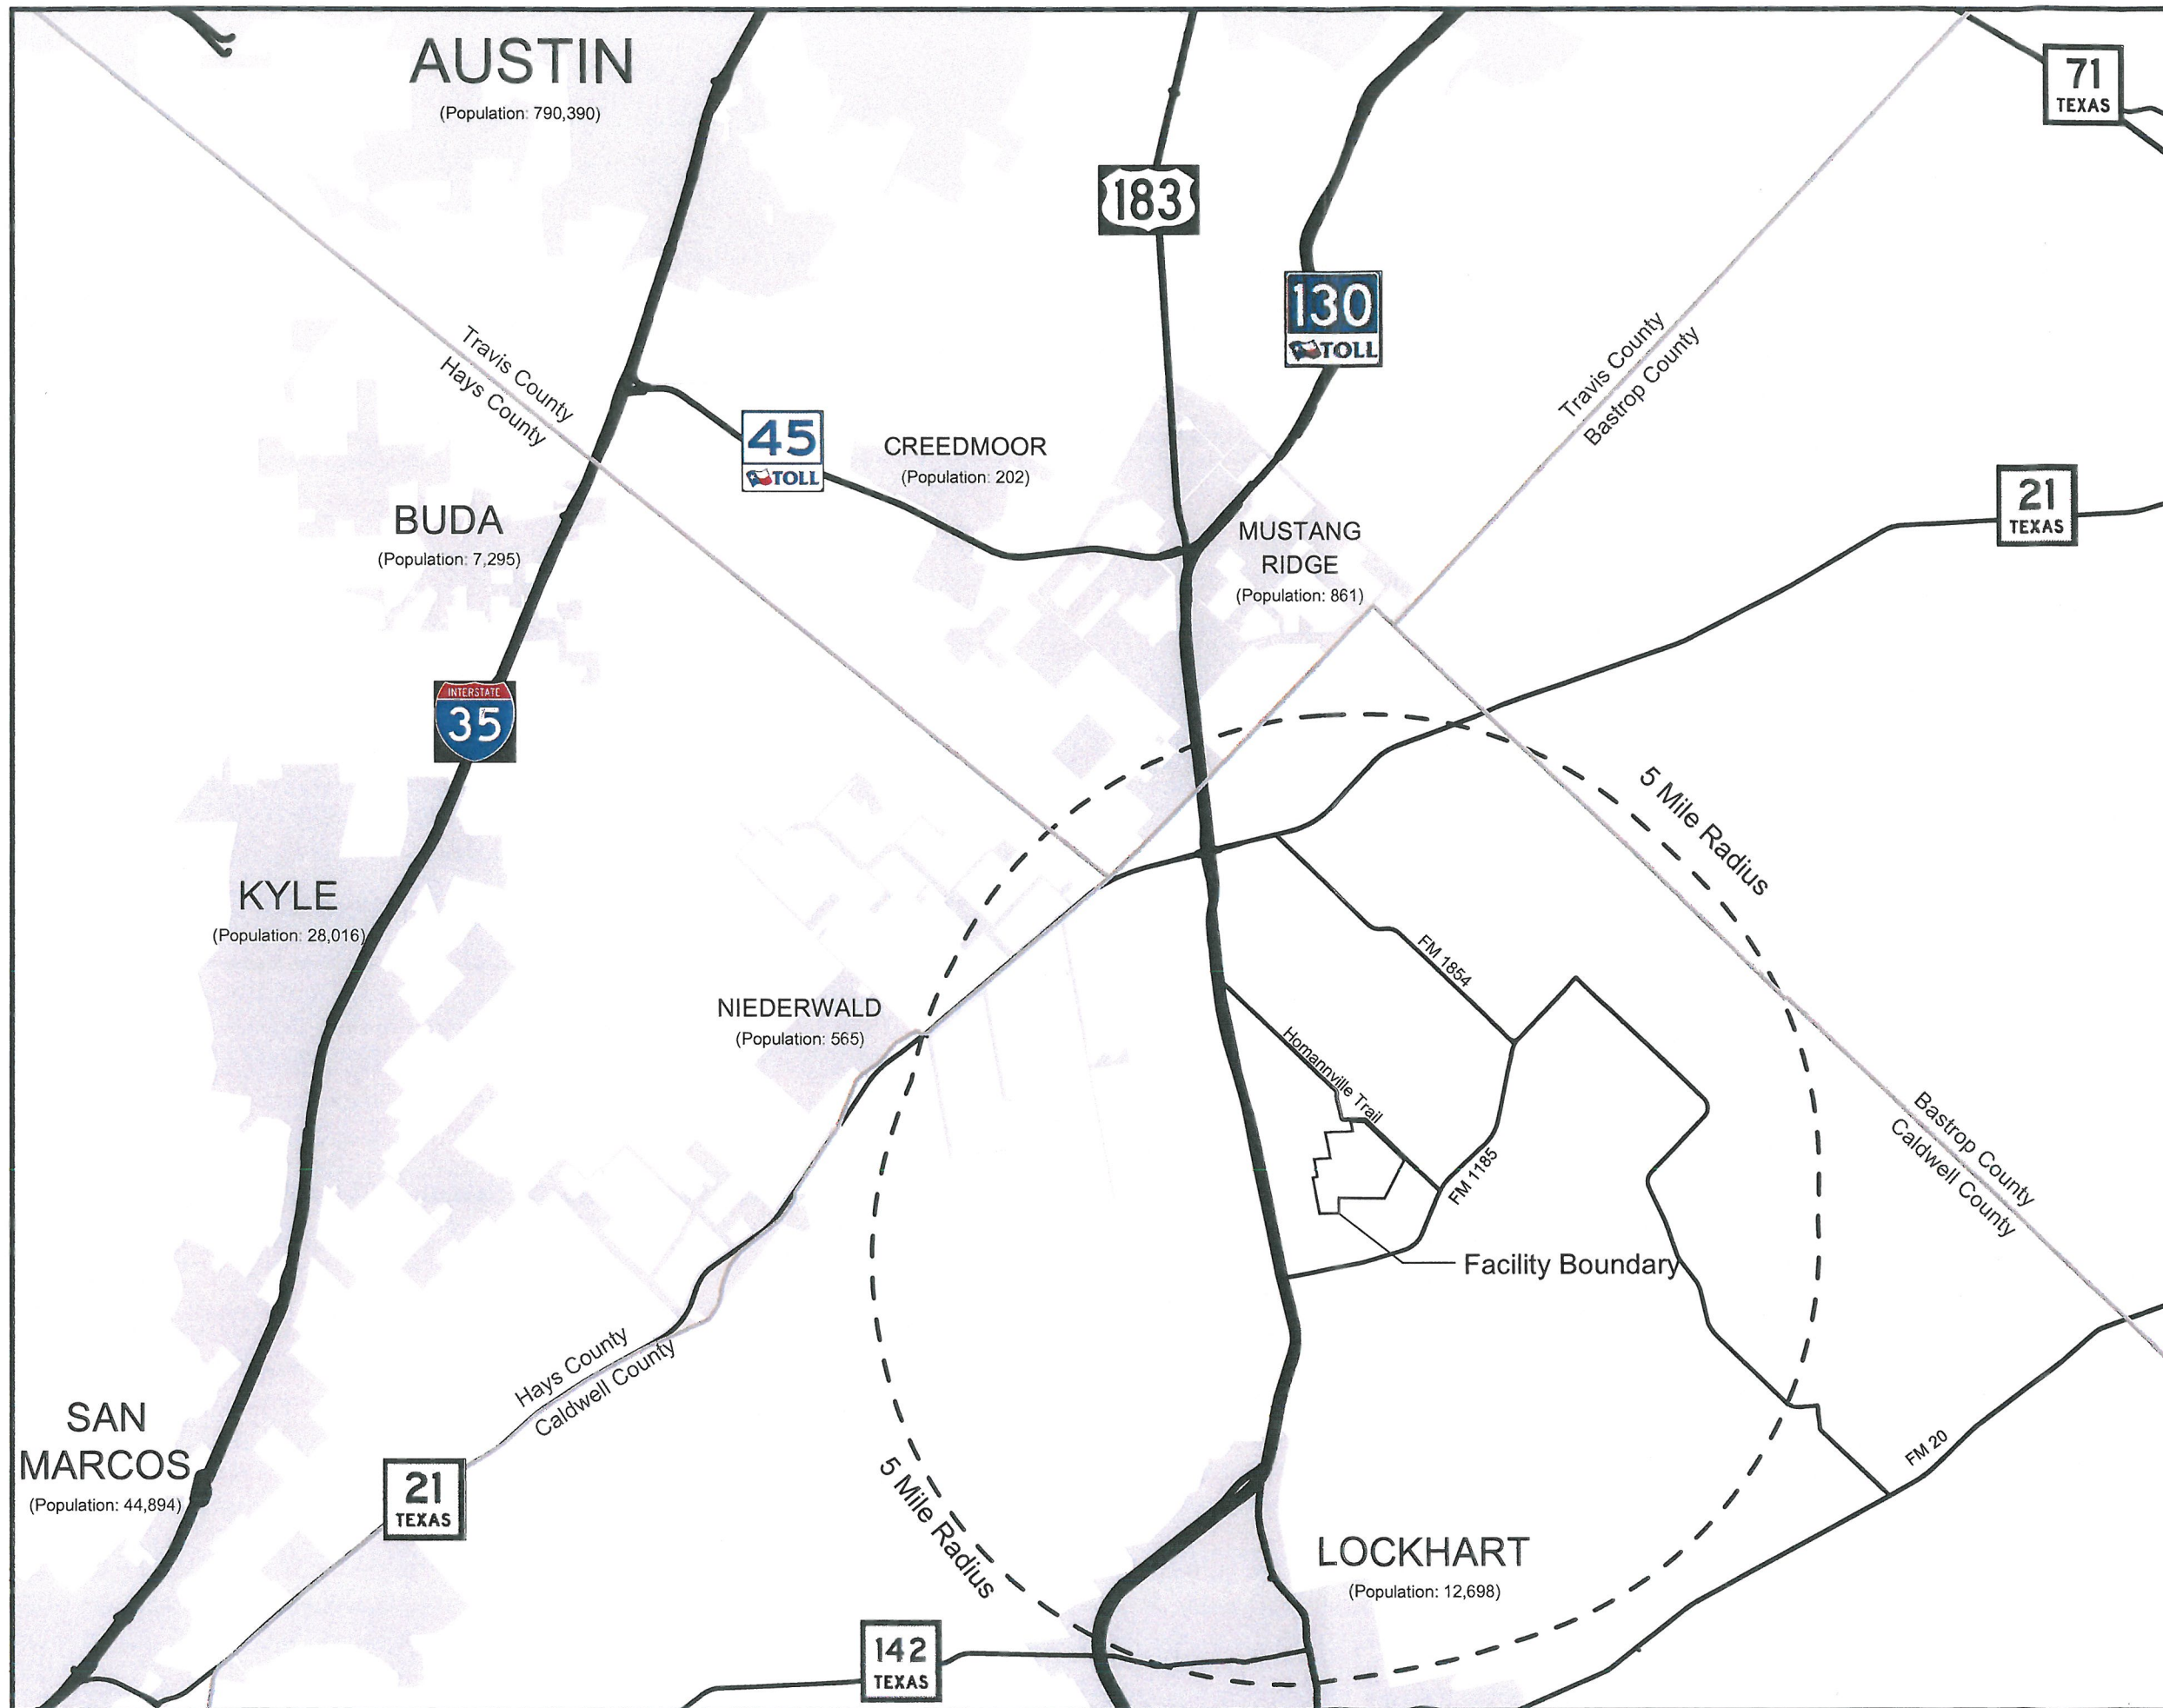 AUSTIN
(Population: 790,390)
71
TEXAS
183
130
TOLL
Travis County
Hays County
Travis County
Bastrop County
45
TOLL
CREEDMOOR
(Population: 202)
21
TEXAS
BUDA
(Population: 7,295)
MUSTANG
RIDGE
(Population: 861)
INTERSTATE
35
5 Mile Radius
KYLE
(Population: 28,016)
FM 1854
NIEDERWALD
(Population: 565)
Homannville Trail
FM 1185
Bastrop County
Caldwell County
Facility Boundary
Hays County
Caldwell County
SAN
MARCOS
(Population: 44,894)
21
TEXAS
5 Mile Radius
FM 20
LOCKHART
(Population: 12,698)
142
TEXAS